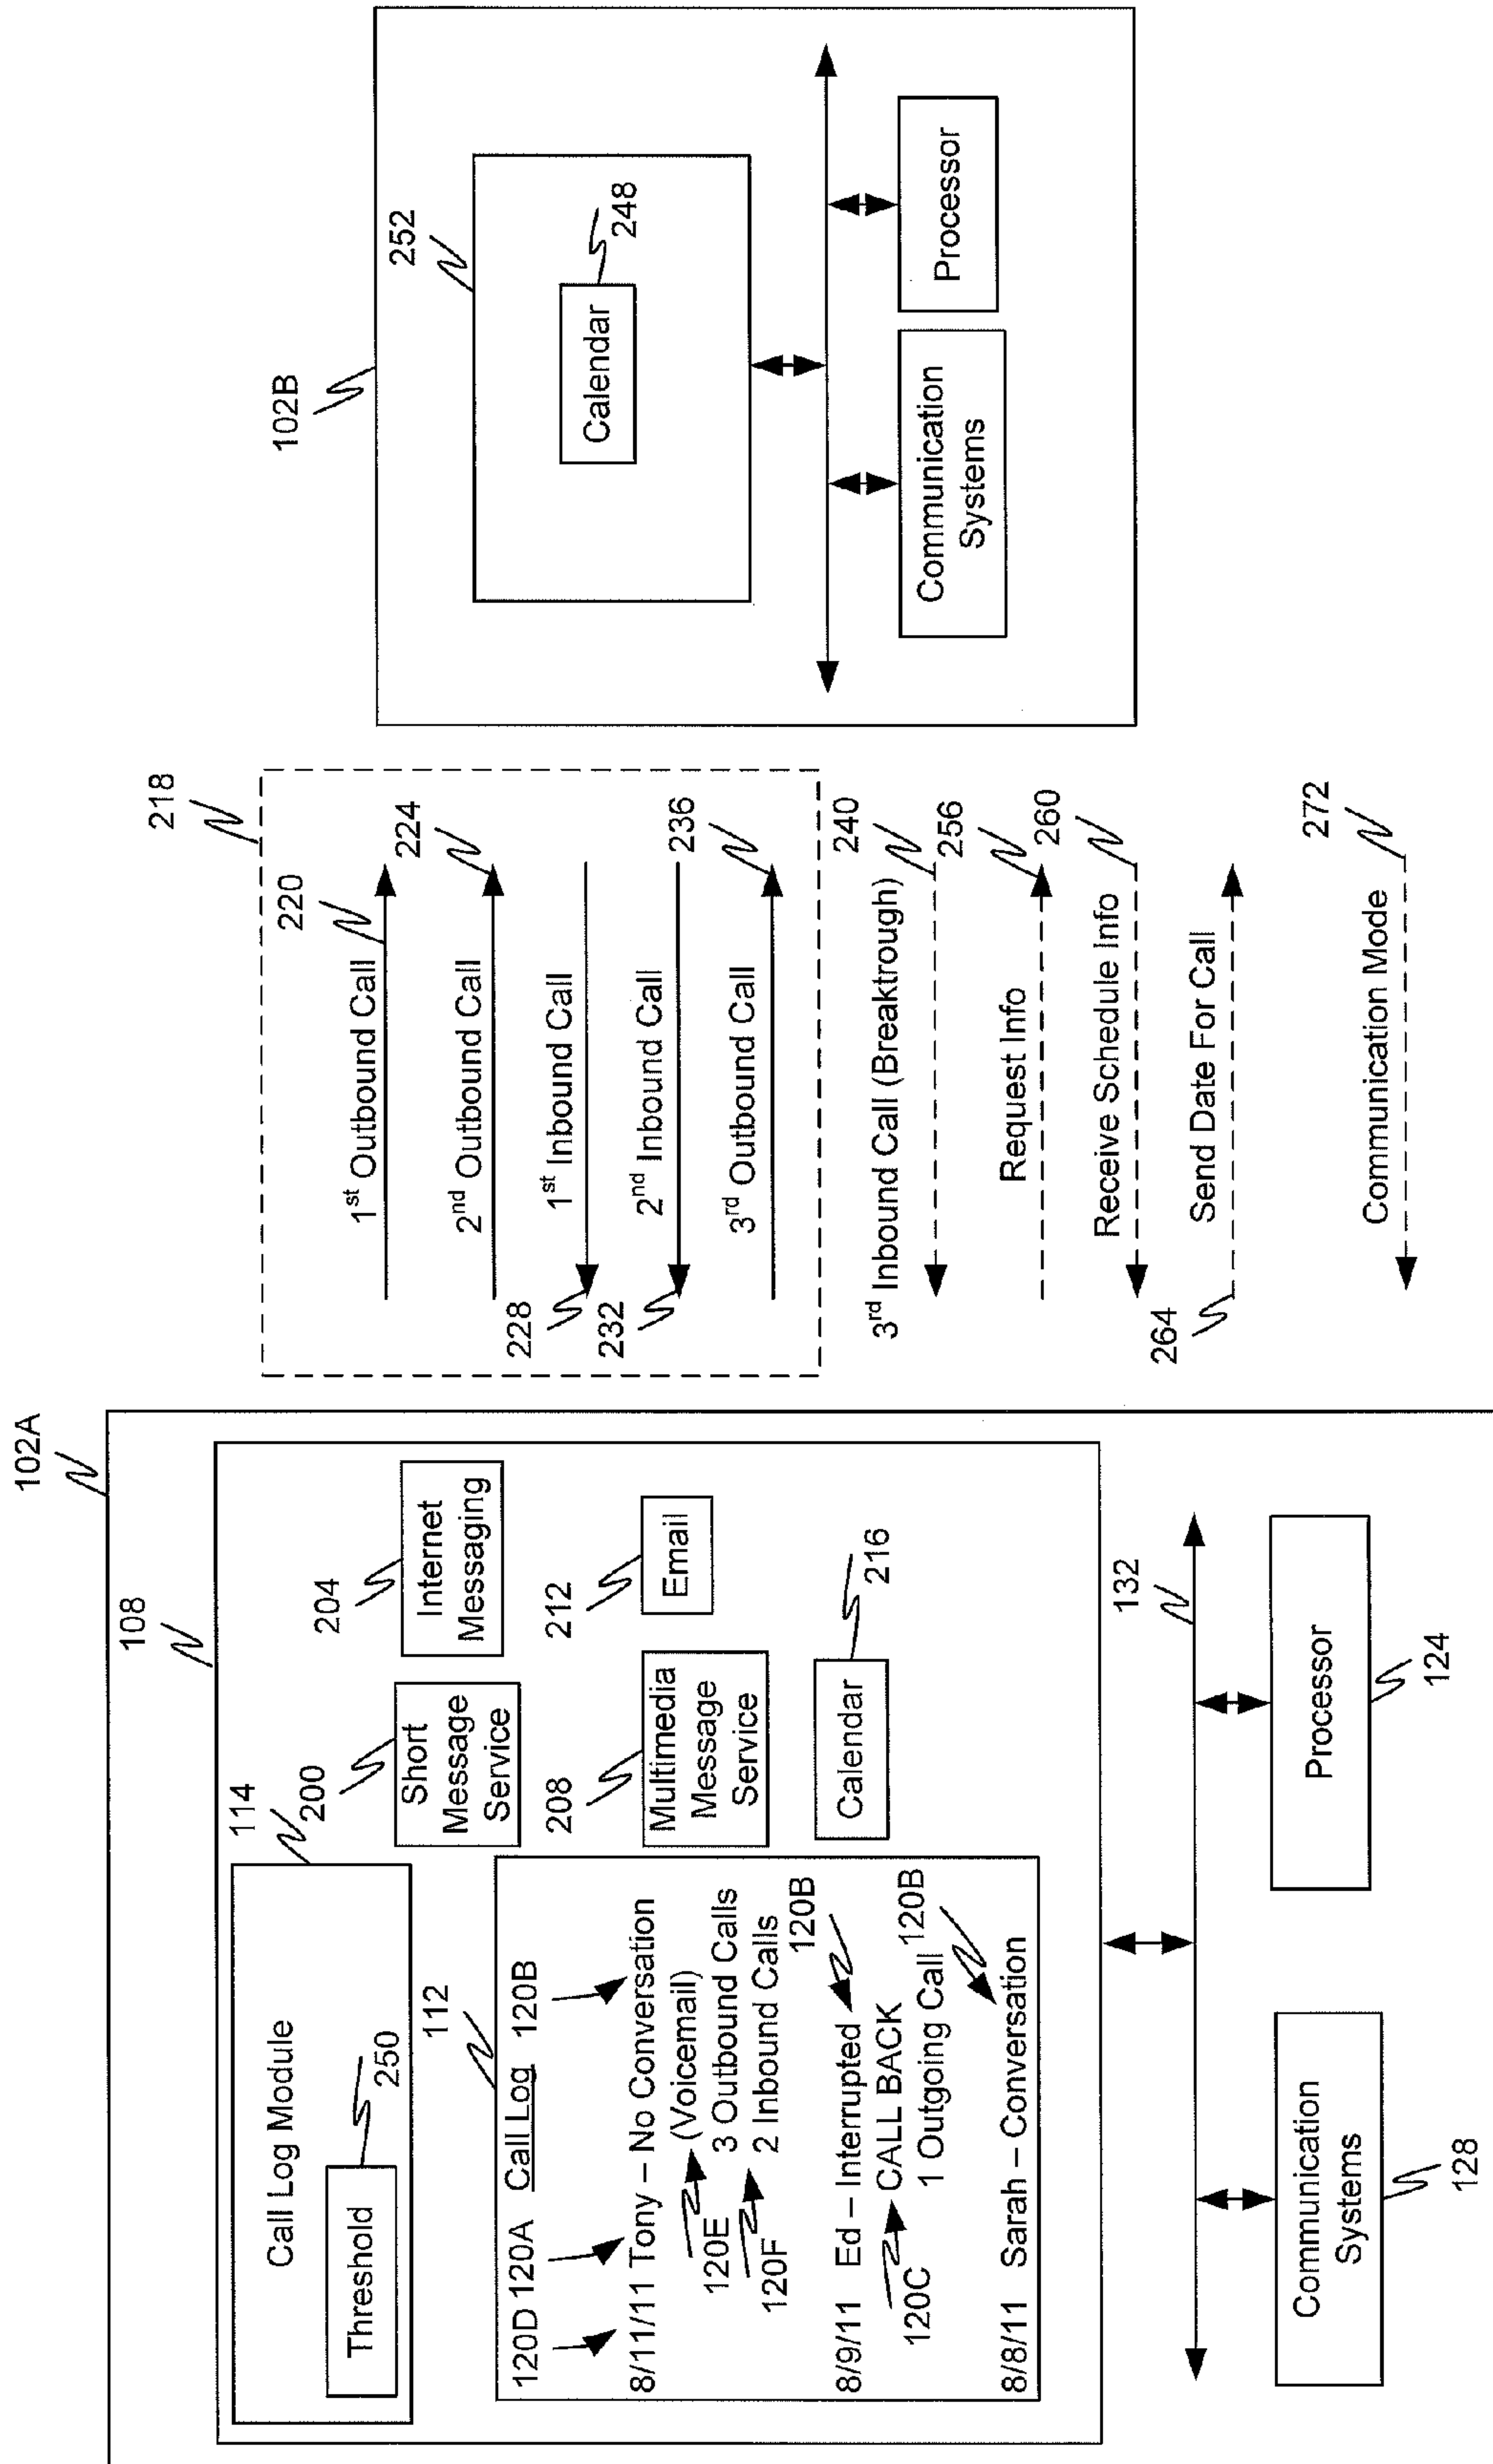 102A
108
114
Call Log Module
Threshold
250
200
Short
Message
Service
204
Internet
Messaging
208
Multimedia
Message
Service
212
Email
Calendar
216
112
120D 120A Call Log 120B
8/11/11 Tony – No Conversation
(Voicemail)
120E
3 Outbound Calls
120F
2 Inbound Calls
120B
8/9/11 Ed – Interrupted
CALL BACK
120C
1 Outgoing Call
120B
8/8/11 Sarah – Conversation
132
Communication
Systems
128
Processor
124
218
220
1st Outbound Call
224
2nd Outbound Call
1st Inbound Call
228
2nd Inbound Call
232
236
3rd Outbound Call
240
3rd Inbound Call (Breaktrough)
256
Request Info
260
Receive Schedule Info
Send Date For Call
264
272
Communication Mode
102B
252
Calendar
248
Communication
Systems
Processor